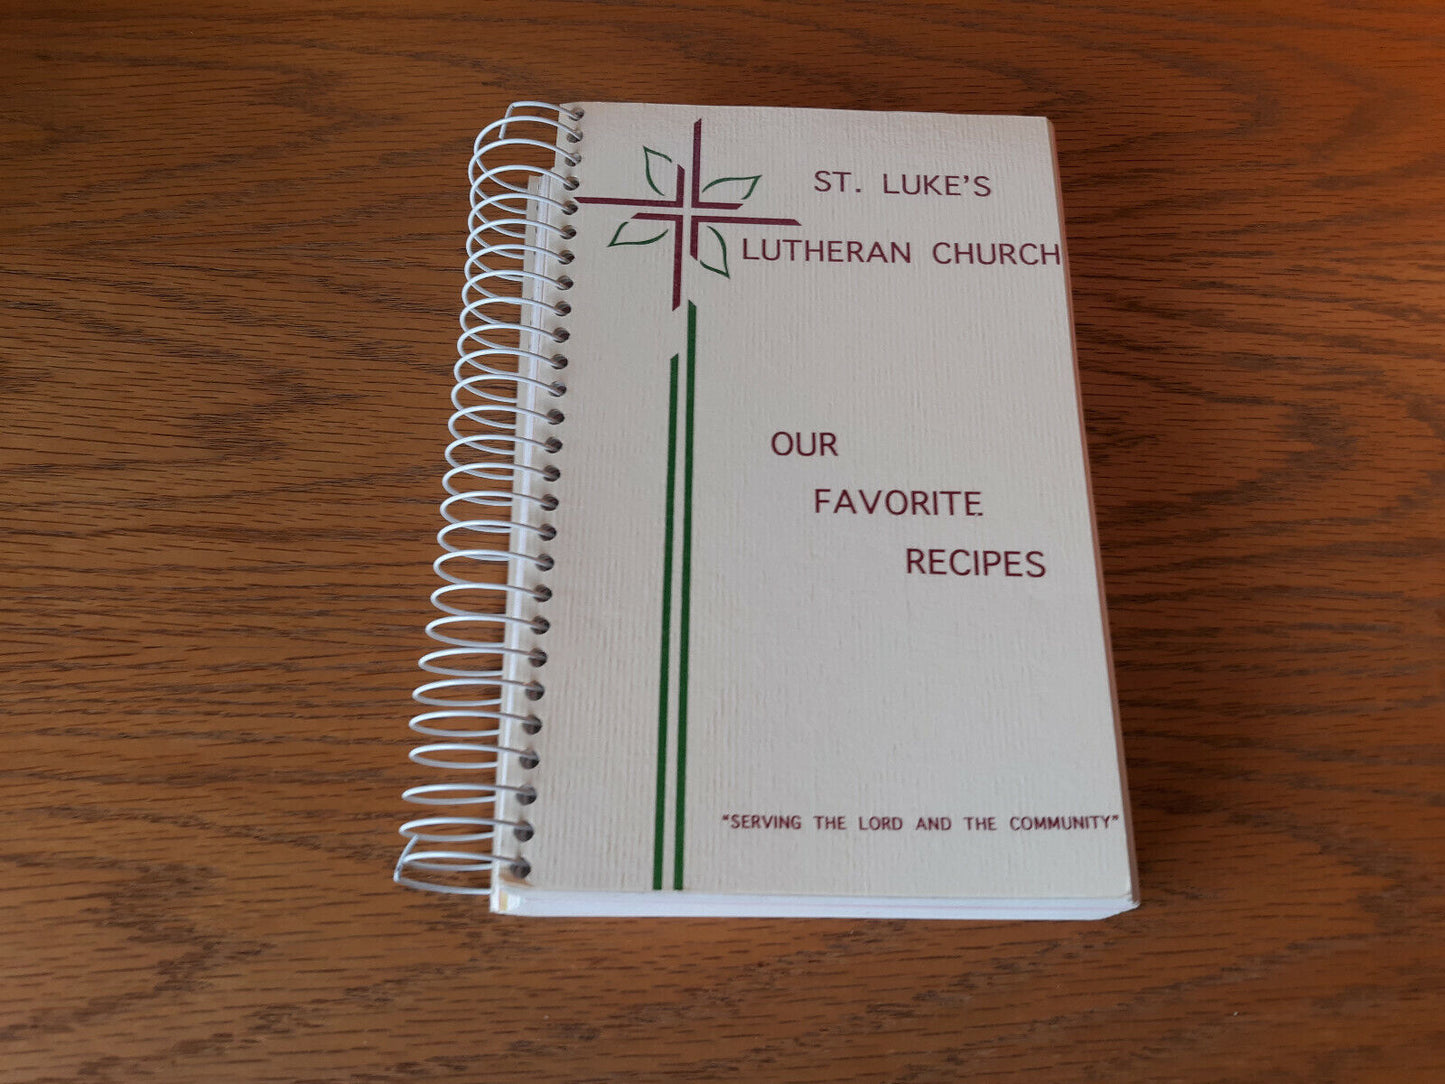 ST. LUKE'S
LUTHERAN CHURCH
OUR
FAVORITE
RECIPES
"SERVING THE LORD AND THE COMMUNITY"